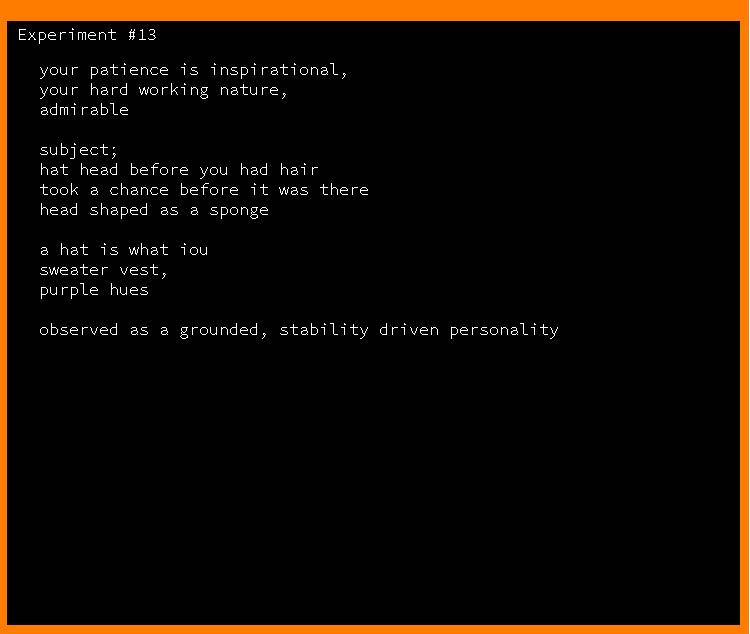 Experiment #13
your patience is inspirational,
your hard working nature,
admirable
subject;
hat head before you had hair
took a chance before it was there
head shaped as a sponge
a hat is what iou
sweater vest,
purple hues
observed as a grounded, stability driven personality